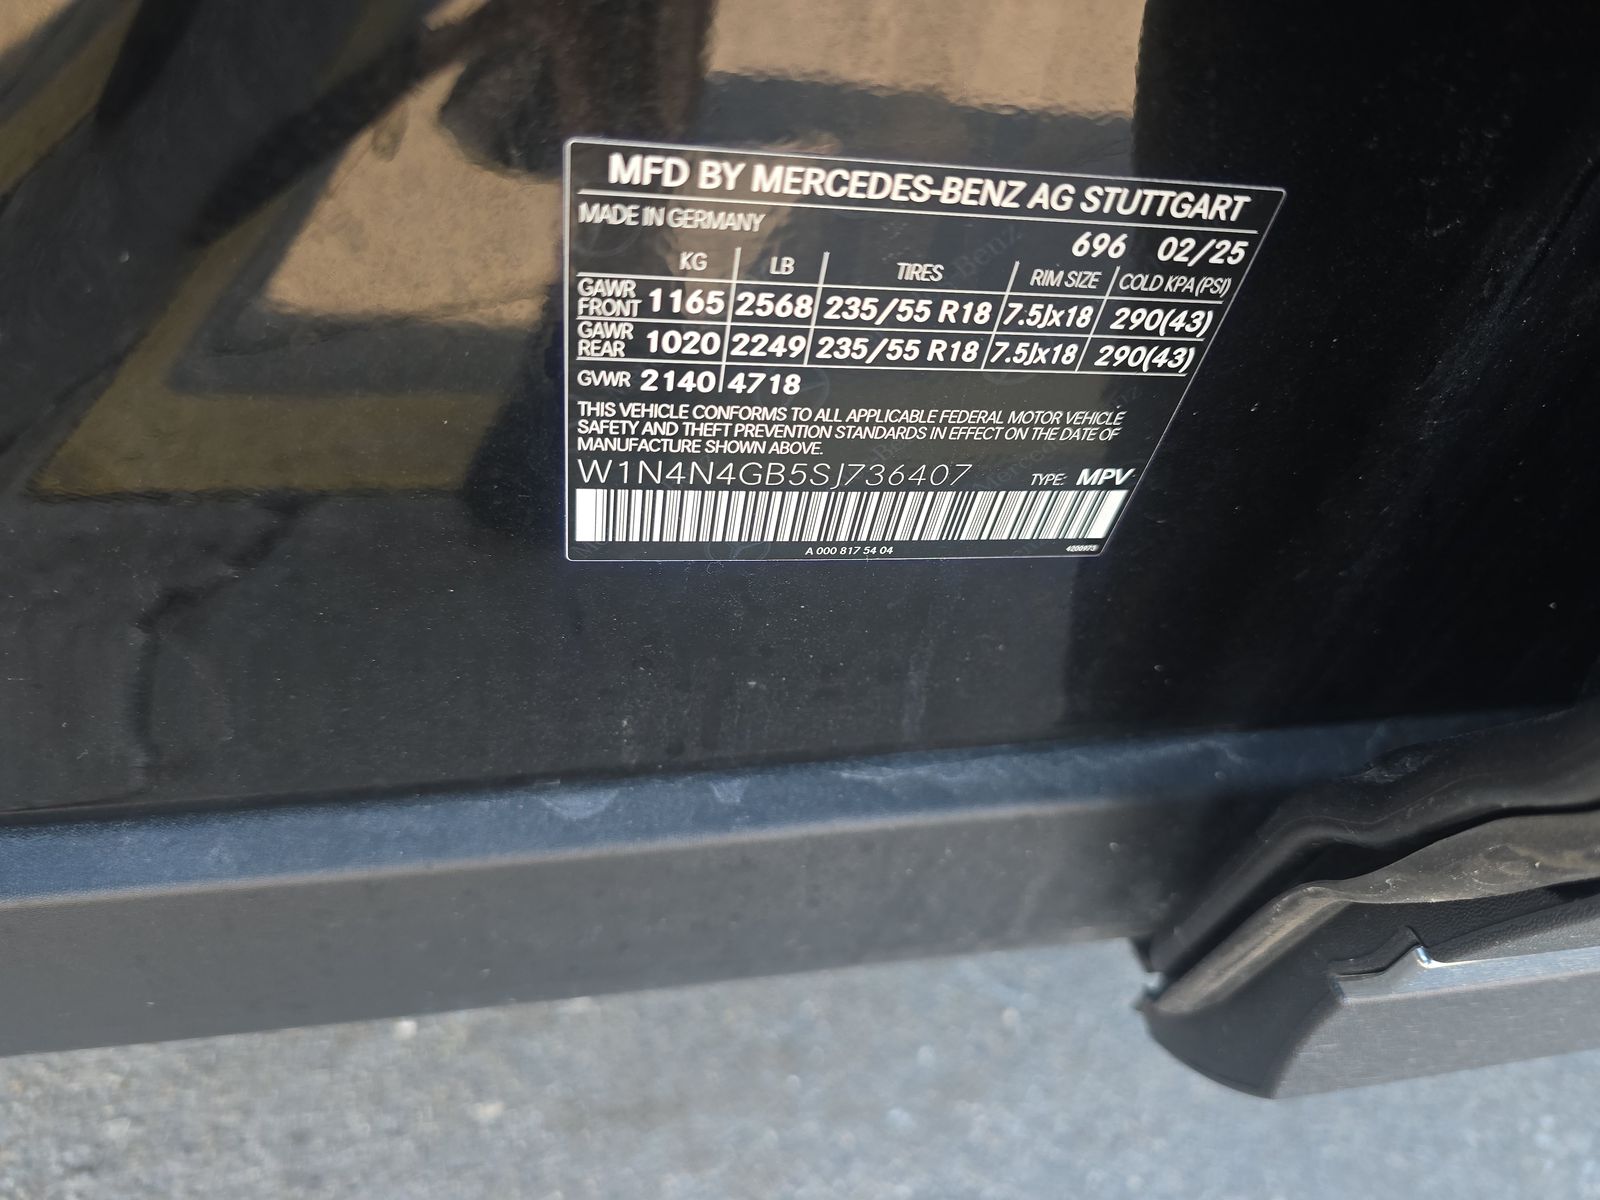 MFD BY MERCEDES-BENZ AG STUTTGART
MADE IN GERMANY
696 02/25
KG LB TIRES RIM SIZE COLD KPA (PSI)
GAWR FRONT 1165 2568 235/55 R18 7.5Jx18 290(43)
GAWR REAR 1020 2249 235/55 R18 7.5Jx18 290(43)
GVWR 2140 4718
THIS VEHICLE CONFORMS TO ALL APPLICABLE FEDERAL MOTOR VEHICLE
SAFETY AND THEFT PREVENTION STANDARDS IN EFFECT ON THE DATE OF
MANUFACTURE SHOWN ABOVE.
W1N4N4GB5SJ736407 TYPE: MPV
A 000 817 54 04